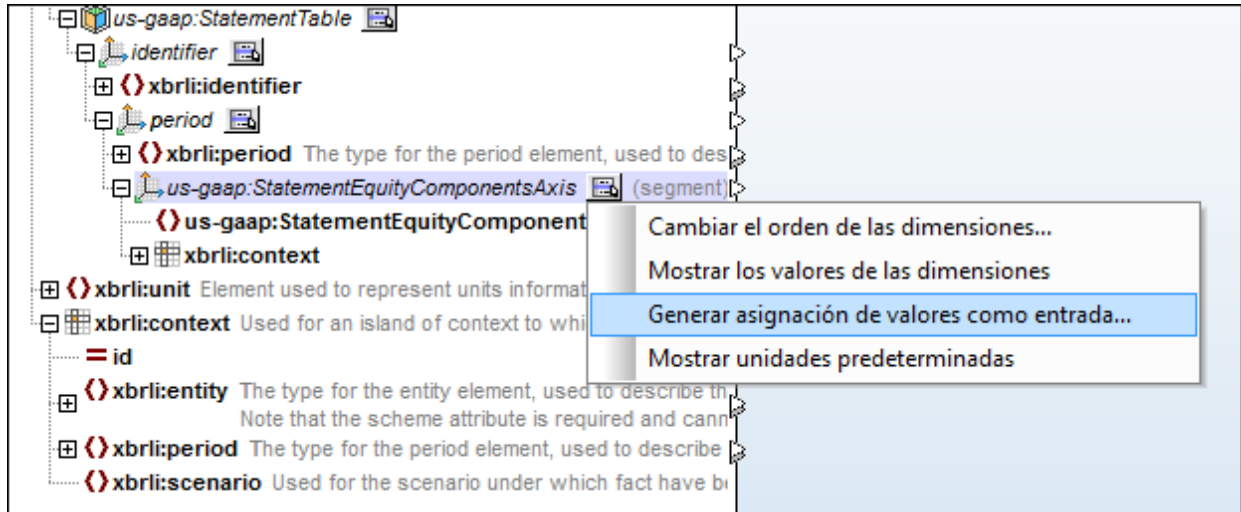 us-gaap:StatementTable
identifier
xbrli:identifier
period
xbrli:period The type for the period element, used to des
us-gaap:StatementEquityComponentsAxis (segment)
us-gaap:StatementEquityComponent
Cambiar el orden de las dimensiones...
xbrli:context
Mostrar los valores de las dimensiones
xbrli:unit Element used to represent units informat
Generar asignación de valores como entrada...
xbrli:context Used for an island of context to whi
Mostrar unidades predeterminadas
id
xbrli:entity The type for the entity element, used to describe th
Note that the scheme attribute is required and cann
xbrli:period The type for the period element, used to describe
xbrli:scenario Used for the scenario under which fact have be